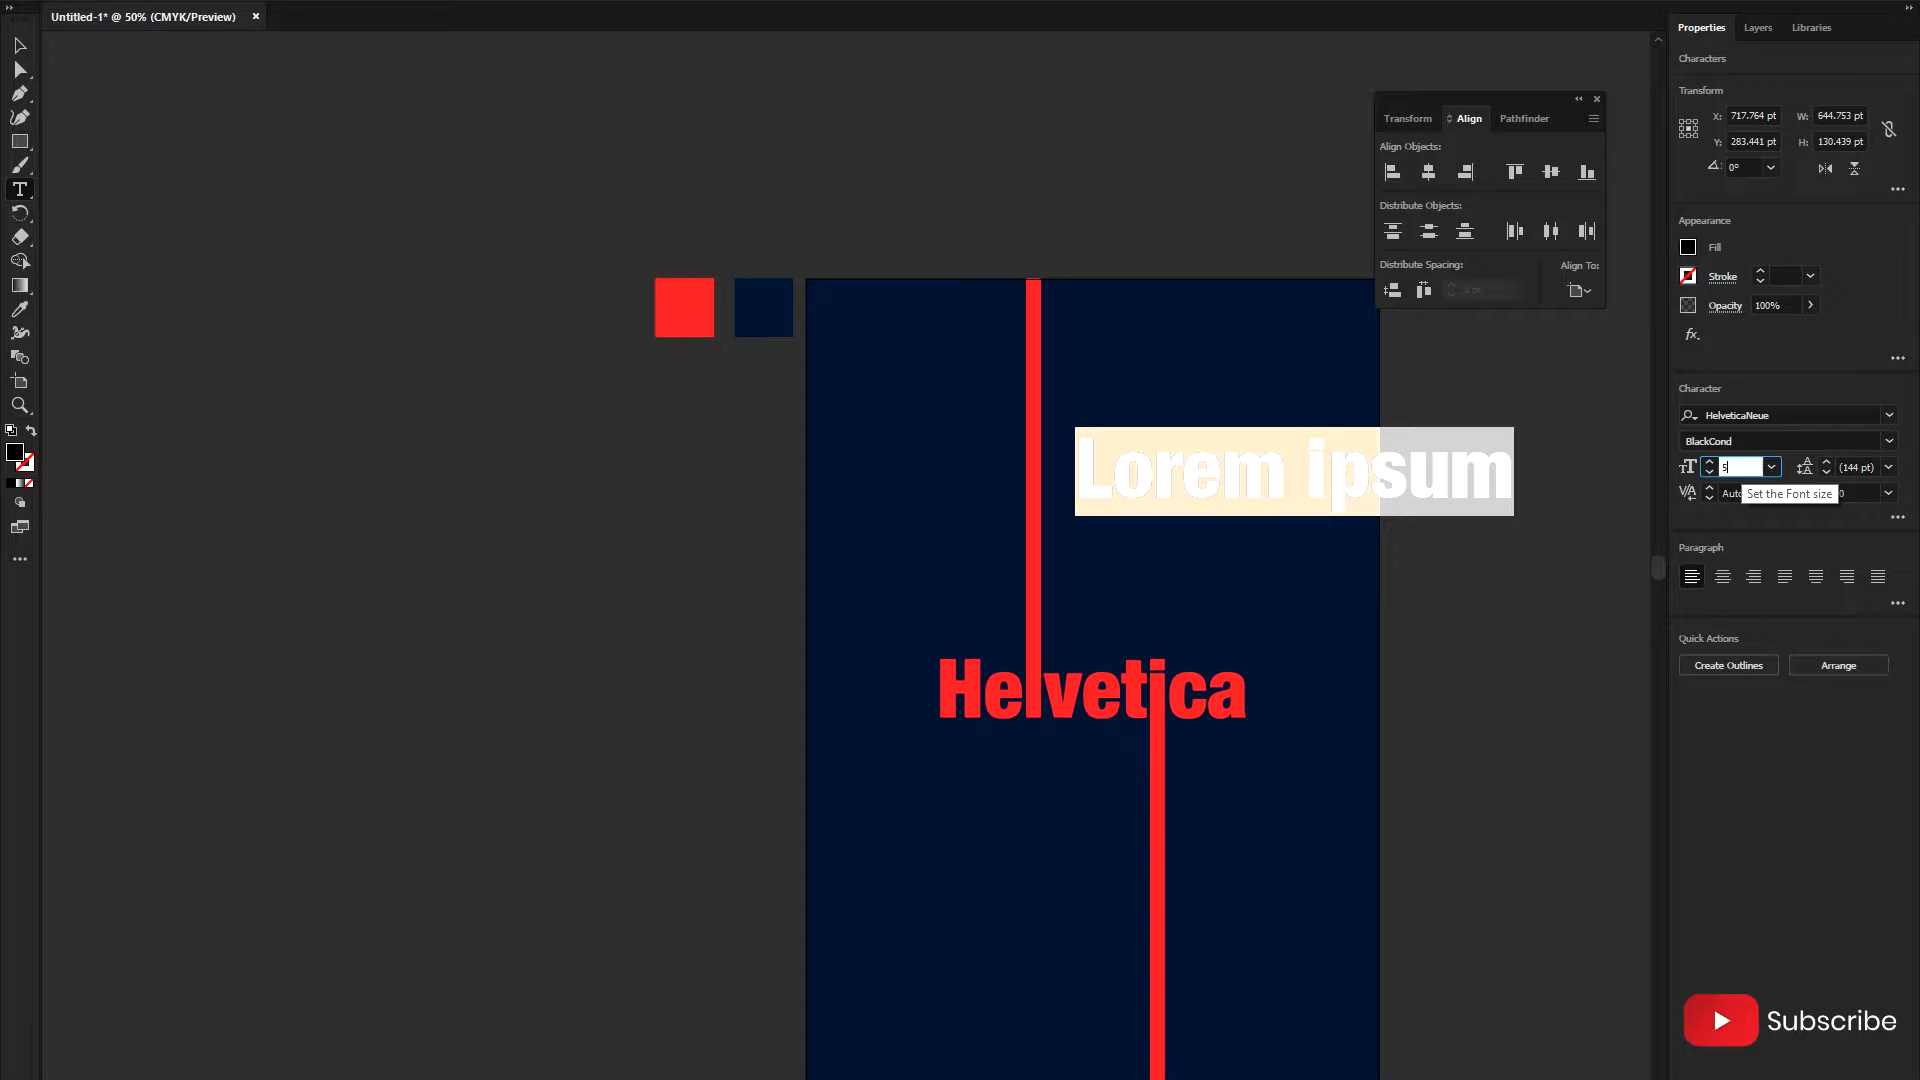 Untitled-1* @ 50% (CMYK/Preview)
Properties Layers Libraries
Characters
Transform
X: 717.764 pt W: 644.753 pt
Y: 283.441 pt H: 130.439 pt
0°
Transform Align Pathfinder
Align Objects:
Distribute Objects:
Distribute Spacing: Align To:
Appearance
Fill
Stroke
Opacity 100%
fx.
Character
HelveticaNeue
BlackCond
5 (144 pt)
Auto Set the Font size 0
Paragraph
Quick Actions
Create Outlines Arrange
Lorem ipsum
Helvetica
Subscribe